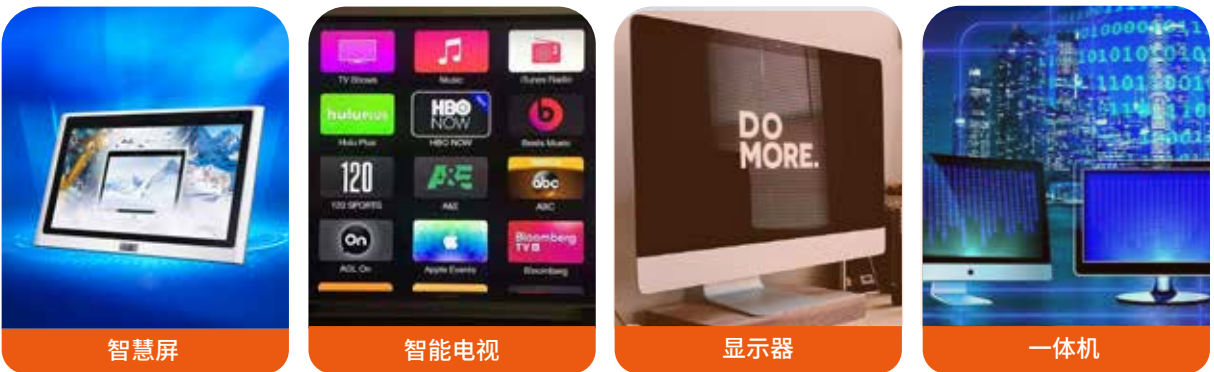 TV Shows
Music
iTunes Radio
huluPLUS
HBO
NOW
Hulu Plus
HBO NOW
Beats Music
120
A&E
abc
120 SPORTS
A&E
ABC
On
Bloomberg
TV
AOL On
Apple Events
Bloomberg
DO
MORE.
智慧屏
智能电视
显示器
一体机